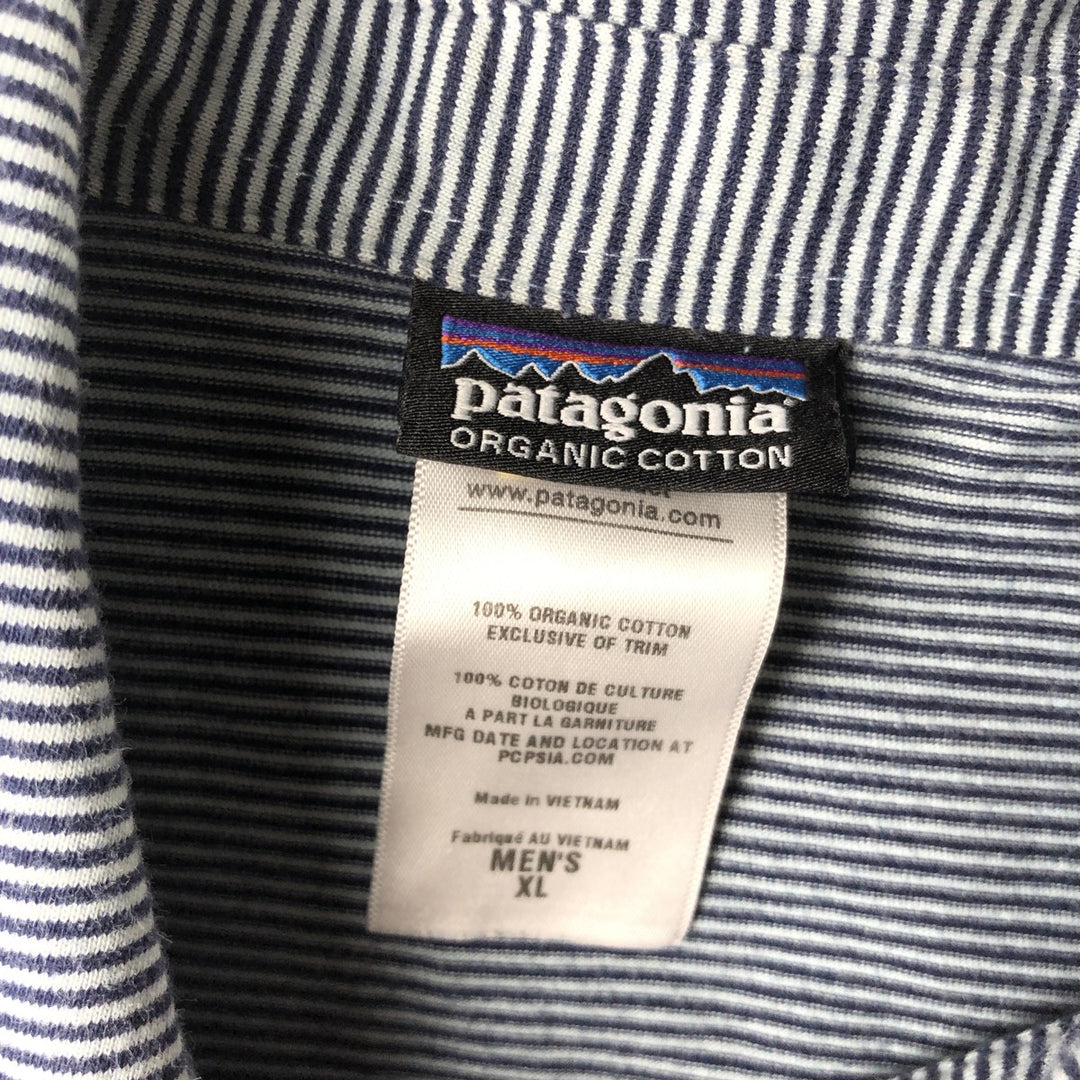 patagonia
ORGANIC COTTON
www.patagonia.com
100% ORGANIC COTTON
EXCLUSIVE OF TRIM
100% COTON DE CULTURE
BIOLOGIQUE
A PART LA GARNITURE
MFG DATE AND LOCATION AT
PCPSIA.COM
Made in VIETNAM
Fabriqué AU VIETNAM
MEN'S
XL